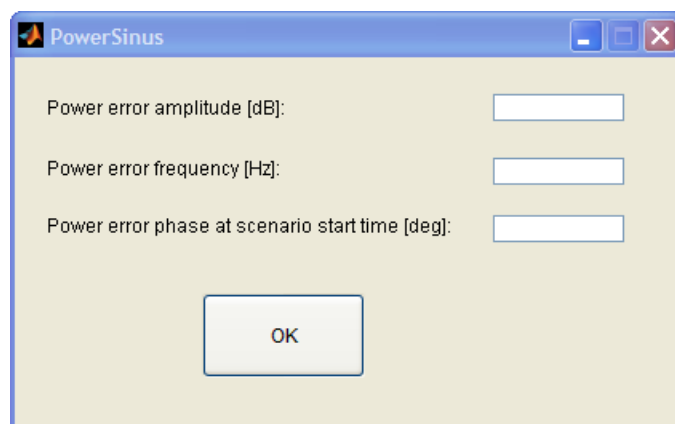 PowerSinus
Power error amplitude [dB]:
Power error frequency [Hz]:
Power error phase at scenario start time [deg]:
OK